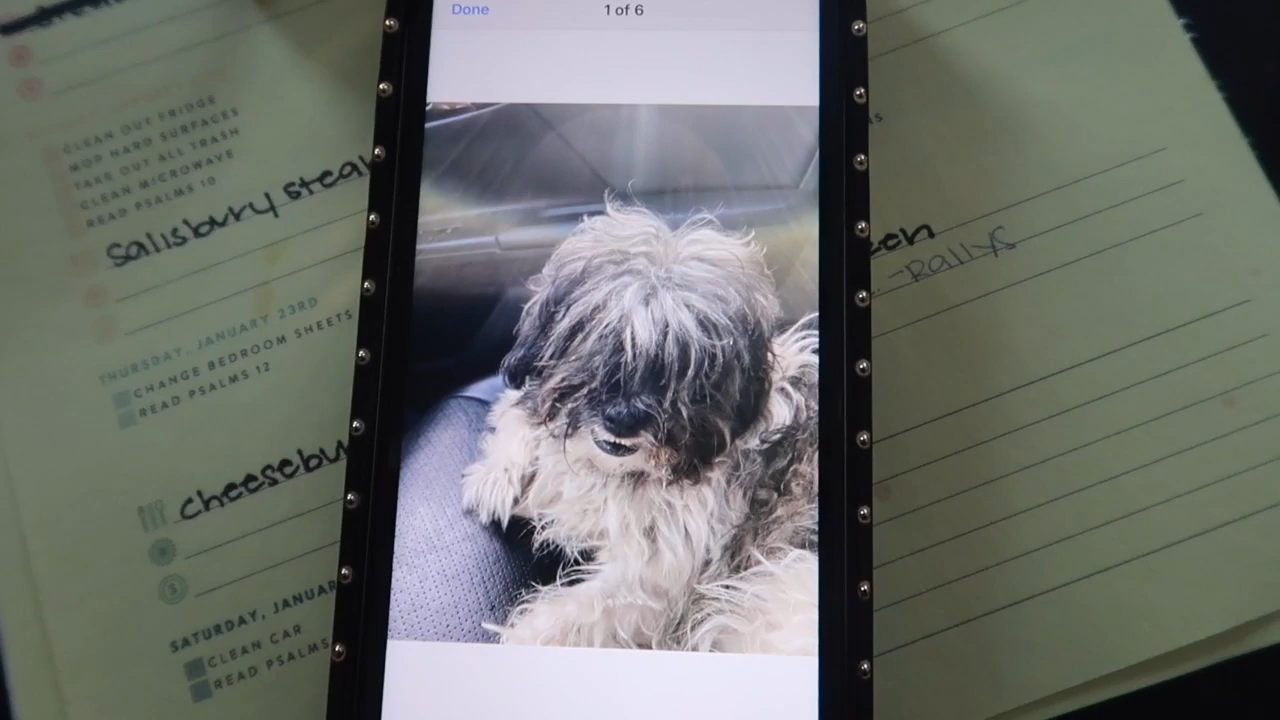 Done
1 of 6
CLEAN OUT FRIDGE
MOP HARD SURFACES
TAKE OUT ALL TRASH
CLEAN MICROWAVE
READ PSALMS 10
salisbury steak
THURSDAY, JANUARY 23RD
CHANGE BEDROOM SHEETS
READ PSALMS 12
cheesebu
SATURDAY, JANUAR
CLEAN CAR
READ PSALMS
een
-Rallys